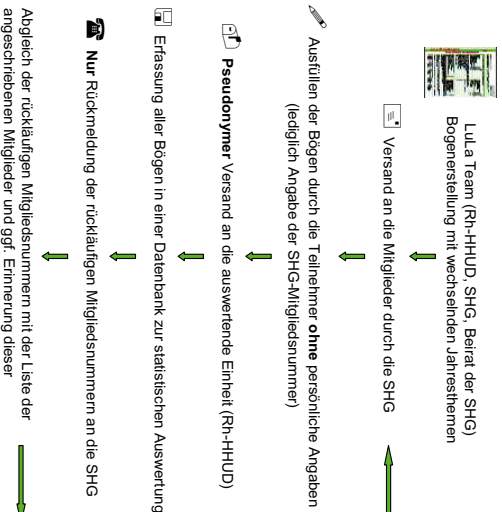 LuLa Team (Rh-HHUD, SHG, Beirat der SHG)
Bogenerstellung mit wechselnden Jahresthemen
Versand an die Mitglieder durch die SHG
Ausfüllen der Bögen durch die Teilnehmer ohne persönliche Angaben
(lediglich Angabe der SHG-Mitgliedsnummer)
Pseudonymer Versand an die auswertende Einheit (Rh-HHUD)
Erfassung aller Bögen in einer Datenbank zur statistischen Auswertung
Nur Rückmeldung der rückläufigen Mitgliedsnummern an die SHG
Abgleich der rückläufigen Mitgliedsnummern mit der Liste der
angeschriebenen Mitglieder und ggf. Erinnerung dieser